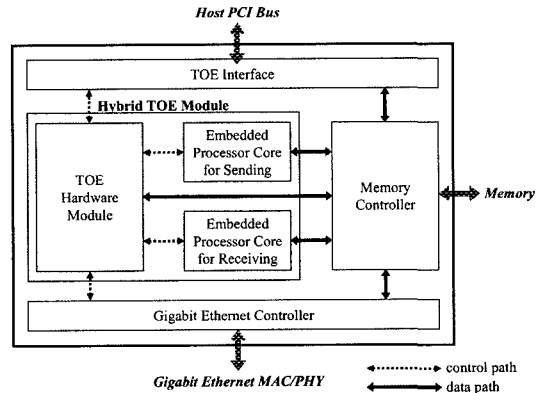 Host PCI Bus
TOE Interface
Hybrid TOE Module
TOE
Hardware
Module
Embedded
Processor Core
for Sending
Embedded
Processor Core
for Receiving
Memory
Controller
Memory
Gigabit Ethernet Controller
Gigabit Ethernet MAC/PHY
control path
data path